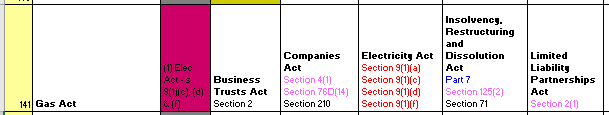 141
Gas Act
(1) Elec
Act - s
9(1)(c), (d)
& (f)
Business
Trusts Act
Section 2
Companies
Act
Section 4(1)
Section 76D(14)
Section 210
Electricity Act
Section 9(1)(a)
Section 9(1)(c)
Section 9(1)(d)
Section 9(1)(f)
Insolvency,
Restructuring
and
Dissolution
Act
Part 7
Section 125(2)
Section 71
Limited
Liability
Partnerships
Act
Section 2(1)